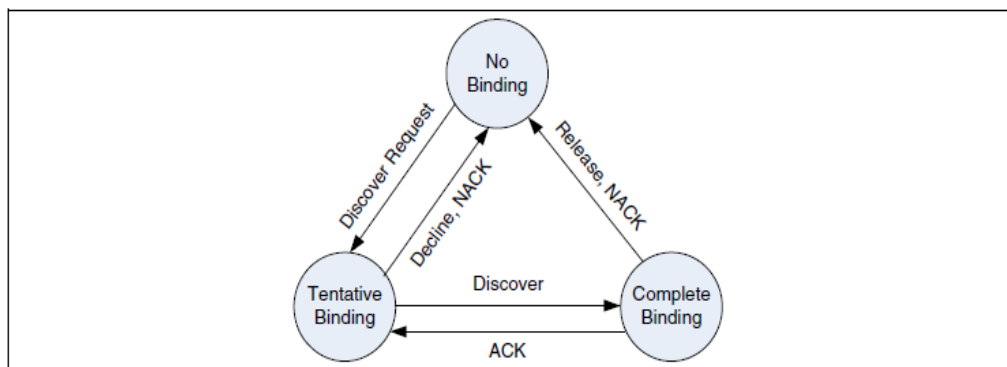 No
Binding
Discover Request
Decline, NACK
Release, NACK
Tentative
Binding
Discover
Complete
Binding
ACK